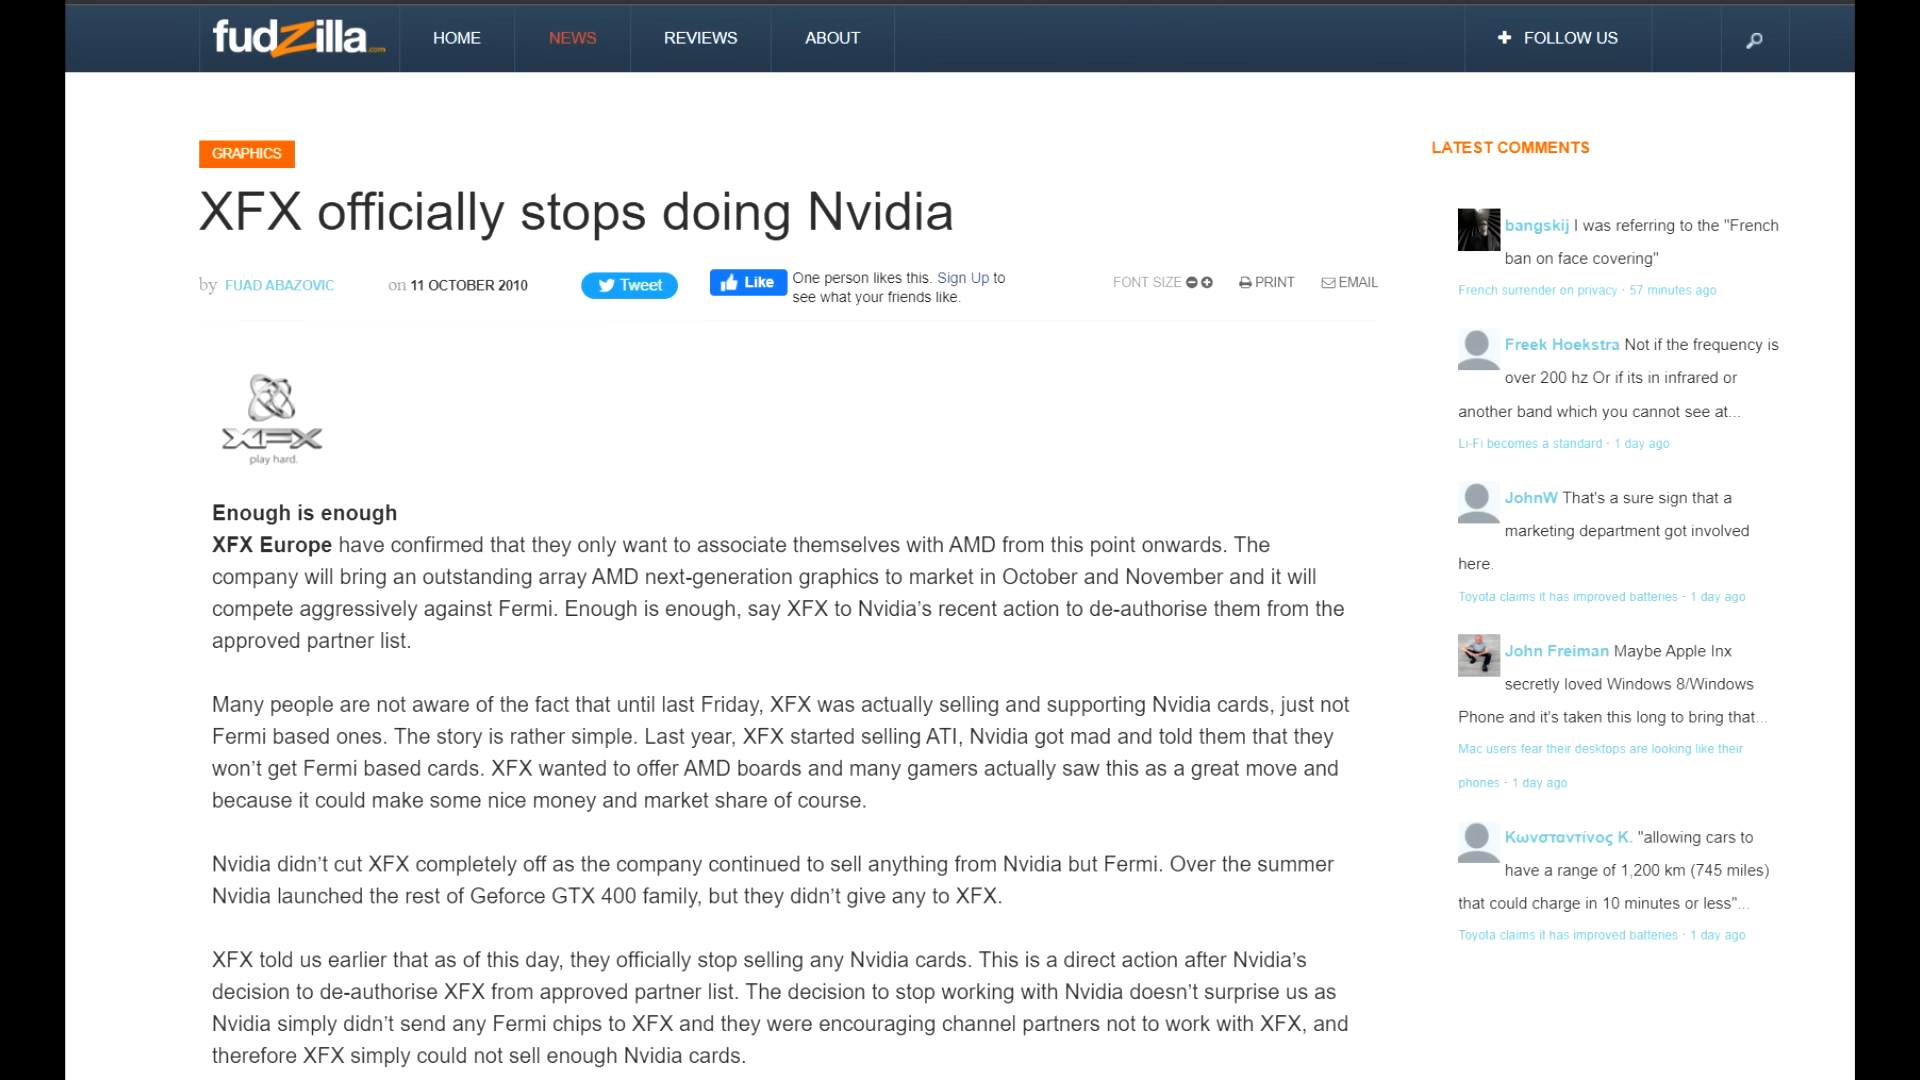 fudzilla.com
HOME
NEWS
REVIEWS
ABOUT
FOLLOW US
GRAPHICS
XFX officially stops doing Nvidia
by FUAD ABAZOVIC
on 11 OCTOBER 2010
Tweet
Like
One person likes this. Sign Up to
see what your friends like.
FONT SIZE
PRINT
EMAIL
XFX
play hard.
Enough is enough
XFX Europe have confirmed that they only want to associate themselves with AMD from this point onwards. The
company will bring an outstanding array AMD next-generation graphics to market in October and November and it will
compete aggressively against Fermi. Enough is enough, say XFX to Nvidia’s recent action to de-authorise them from the
approved partner list.
Many people are not aware of the fact that until last Friday, XFX was actually selling and supporting Nvidia cards, just not
Fermi based ones. The story is rather simple. Last year, XFX started selling ATI, Nvidia got mad and told them that they
won’t get Fermi based cards. XFX wanted to offer AMD boards and many gamers actually saw this as a great move and
because it could make some nice money and market share of course.
Nvidia didn’t cut XFX completely off as the company continued to sell anything from Nvidia but Fermi. Over the summer
Nvidia launched the rest of Geforce GTX 400 family, but they didn’t give any to XFX.
XFX told us earlier that as of this day, they officially stop selling any Nvidia cards. This is a direct action after Nvidia’s
decision to de-authorise XFX from approved partner list. The decision to stop working with Nvidia doesn’t surprise us as
Nvidia simply didn’t send any Fermi chips to XFX and they were encouraging channel partners not to work with XFX, and
therefore XFX simply could not sell enough Nvidia cards.
LATEST COMMENTS
bangskij I was referring to the "French
ban on face covering"
French surrender on privacy · 57 minutes ago
Freek Hoekstra Not if the frequency is
over 200 hz Or if its in infrared or
another band which you cannot see at...
Li-Fi becomes a standard · 1 day ago
JohnW That's a sure sign that a
marketing department got involved
here.
Toyota claims it has improved batteries · 1 day ago
John Freiman Maybe Apple Inx
secretly loved Windows 8/Windows
Phone and it's taken this long to bring that...
Mac users fear their desktops are looking like their
phones · 1 day ago
Κωνσταντίνος Κ. "allowing cars to
have a range of 1,200 km (745 miles)
that could charge in 10 minutes or less"...
Toyota claims it has improved batteries · 1 day ago